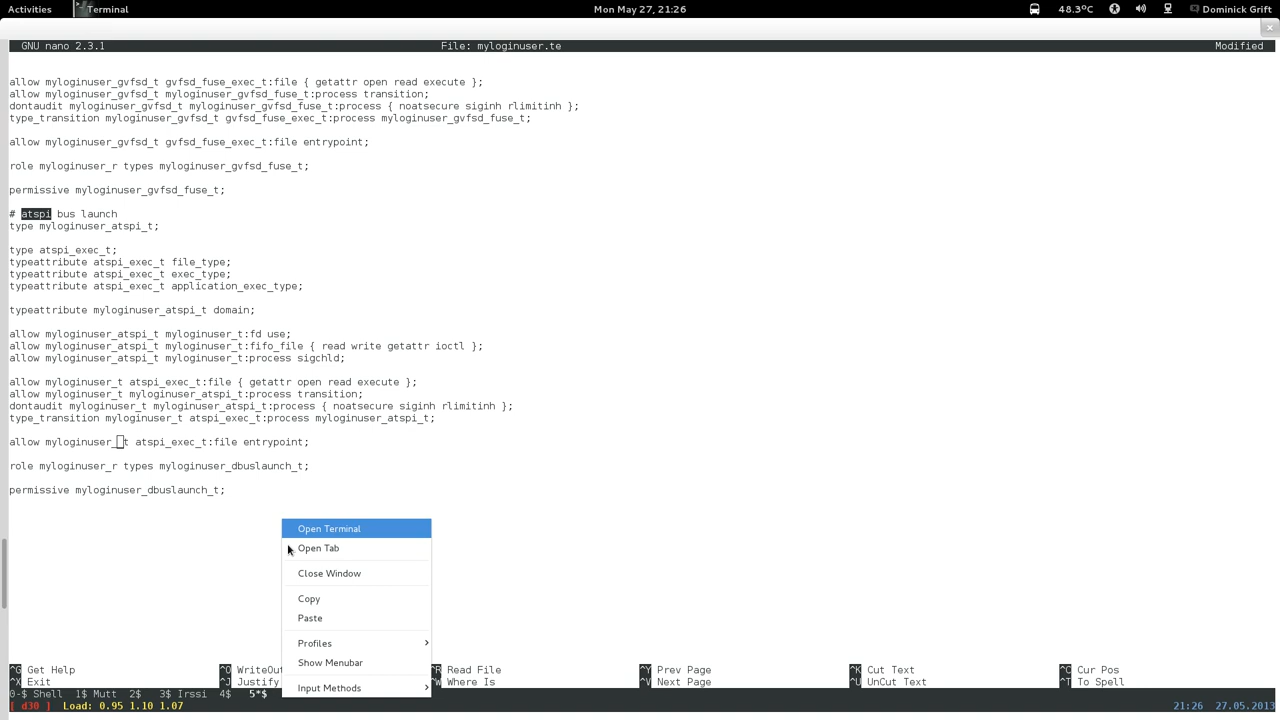 Activities Terminal Mon May 27, 21:26 48.3°C Dominick Grift
GNU nano 2.3.1 File: myloginuser.te Modified
allow myloginuser_gvfsd_t gvfsd_fuse_exec_t:file { getattr open read execute };
allow myloginuser_gvfsd_t myloginuser_gvfsd_fuse_t:process transition;
dontaudit myloginuser_gvfsd_t myloginuser_gvfsd_fuse_t:process { noatsecure siginh rlimitinh };
type_transition myloginuser_gvfsd_t gvfsd_fuse_exec_t:process myloginuser_gvfsd_fuse_t;
allow myloginuser_gvfsd_t gvfsd_fuse_exec_t:file entrypoint;
role myloginuser_r types myloginuser_gvfsd_fuse_t;
permissive myloginuser_gvfsd_fuse_t;
# atspi bus launch
type myloginuser_atspi_t;
type atspi_exec_t;
typeattribute atspi_exec_t file_type;
typeattribute atspi_exec_t exec_type;
typeattribute atspi_exec_t application_exec_type;
typeattribute myloginuser_atspi_t domain;
allow myloginuser_atspi_t myloginuser_t:fd use;
allow myloginuser_atspi_t myloginuser_t:fifo_file { read write getattr ioctl };
allow myloginuser_atspi_t myloginuser_t:process sigchld;
allow myloginuser_t atspi_exec_t:file { getattr open read execute };
allow myloginuser_t myloginuser_atspi_t:process transition;
dontaudit myloginuser_t myloginuser_atspi_t:process { noatsecure siginh rlimitinh };
type_transition myloginuser_t atspi_exec_t:process myloginuser_atspi_t;
allow myloginuser__t atspi_exec_t:file entrypoint;
role myloginuser_r types myloginuser_dbuslaunch_t;
permissive myloginuser_dbuslaunch_t;
Open Terminal
Open Tab
Close Window
Copy
Paste
Profiles
Show Menubar
Input Methods
^G Get Help ^O WriteOu ^R Read File ^Y Prev Page ^K Cut Text ^C Cur Pos
^X Exit ^J Justify ^W Where Is ^V Next Page ^U UnCut Text ^T To Spell
0-$ Shell 1$ Mutt 2$ 3$ Irssi 4$ 5*$
[ d30 ] Load: 0.95 1.10 1.07 21:26 27.05.2013